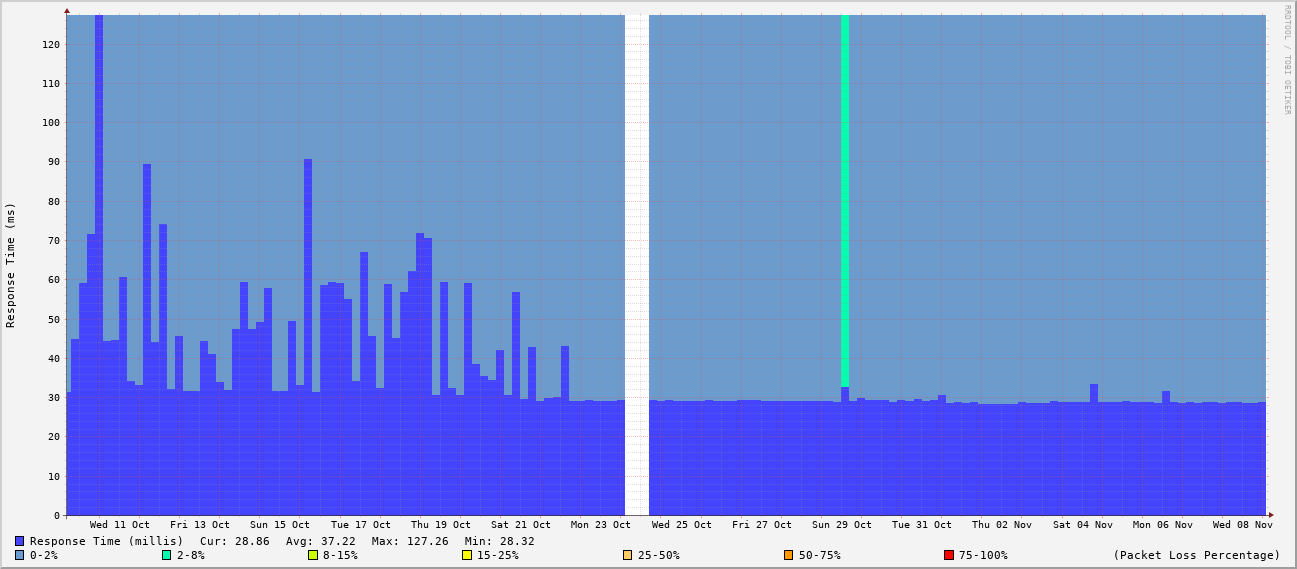 RRDTOOL / TOBI OETIKER
Response Time (ms)
120
110
100
90
80
70
60
50
40
30
20
10
0
Wed 11 Oct Fri 13 Oct Sun 15 Oct Tue 17 Oct Thu 19 Oct Sat 21 Oct Mon 23 Oct Wed 25 Oct Fri 27 Oct Sun 29 Oct Tue 31 Oct Thu 02 Nov Sat 04 Nov Mon 06 Nov Wed 08 Nov
Response Time (millis) Cur: 28.86 Avg: 37.22 Max: 127.26 Min: 28.32
0-2% 2-8% 8-15% 15-25% 25-50% 50-75% 75-100% (Packet Loss Percentage)